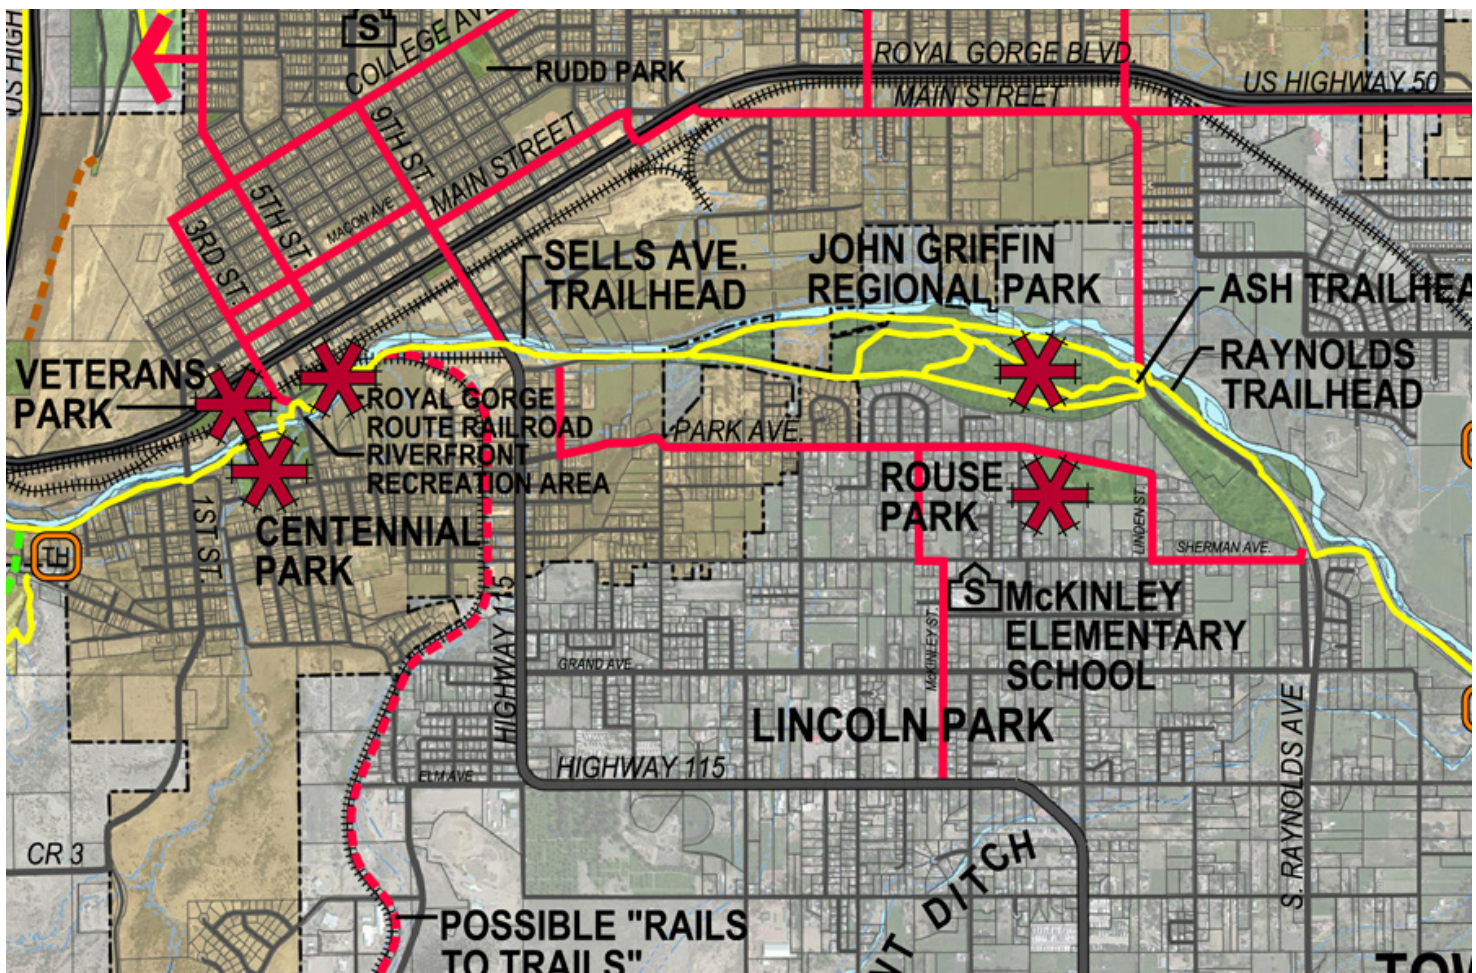 US HIGH
S
COLLEGE AVE
RUDD PARK
ROYAL GORGE BLVD.
US HIGHWAY 50
MAIN STREET
9TH ST.
MAIN STREET
5TH ST.
MACON AVE
3RD ST.
SELLS AVE.
TRAILHEAD
JOHN GRIFFIN
REGIONAL PARK
ASH TRAILHEA
RAYNOLDS
TRAILHEAD
VETERANS
PARK
ROYAL GORGE
ROUTE RAILROAD
RIVERFRONT
RECREATION AREA
PARK AVE.
ROUSE
PARK
1ST ST.
CENTENNIAL
PARK
TH
LINDEN ST.
SHERMAN AVE.
HIGHWAY 115
S
McKINLEY
ELEMENTARY
SCHOOL
McKINLEY ST.
GRAND AVE
LINCOLN PARK
S. RAYNOLDS AVE
HIGHWAY 115
ELM AVE
CR 3
NT DITCH
POSSIBLE "RAILS
TO TRAILS"
TOW